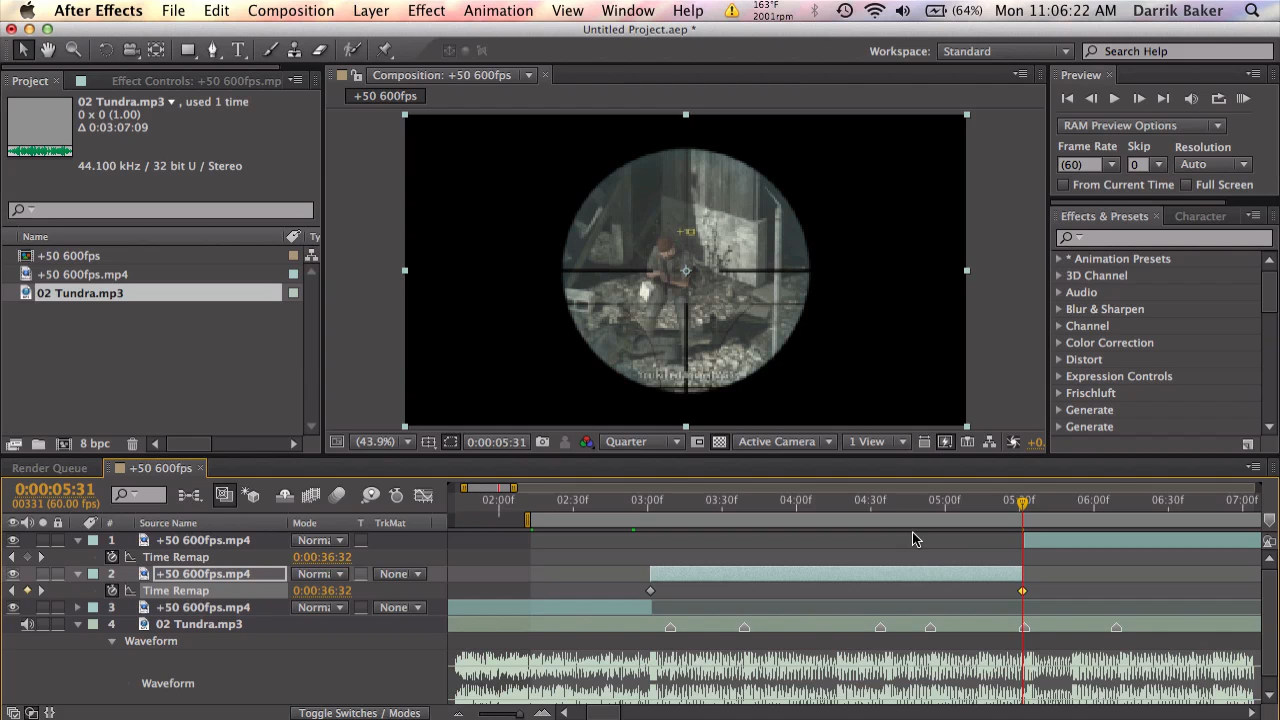 After Effects File Edit Composition Layer Effect Animation View Window Help 163°F 2001rpm (64%) Mon 11:06:22 AM Darrik Baker
Untitled Project.aep *
Workspace: Standard Search Help
Project Effect Controls: +50 600fps.mp
02 Tundra.mp3 , used 1 time
0 x 0 (1.00)
Δ 0:03:07:09
44.100 kHz / 32 bit U / Stereo
Name Ty
+50 600fps
+50 600fps.mp4
02 Tundra.mp3
8 bpc
Composition: +50 600fps
+50 600fps
(43.9%) 0:00:05:31 Quarter Active Camera 1 View +0.
Preview
RAM Preview Options
Frame Rate Skip Resolution
(60) 0 Auto
From Current Time Full Screen
Effects & Presets Character
* Animation Presets
3D Channel
Audio
Blur & Sharpen
Channel
Color Correction
Distort
Expression Controls
Frischluft
Generate
Generate
Render Queue +50 600fps
0:00:05:31
00331 (60.00 fps)
02:00f 02:30f 03:00f 03:30f 04:00f 04:30f 05:00f 06:00f 06:30f 07:00f
# Source Name Mode T TrkMat
1 +50 600fps.mp4 Norma
Time Remap 0:00:36:32
2 +50 600fps.mp4 Norma None
Time Remap 0:00:36:32
3 +50 600fps.mp4 Norma None
4 02 Tundra.mp3
Waveform
Waveform
Toggle Switches / Modes